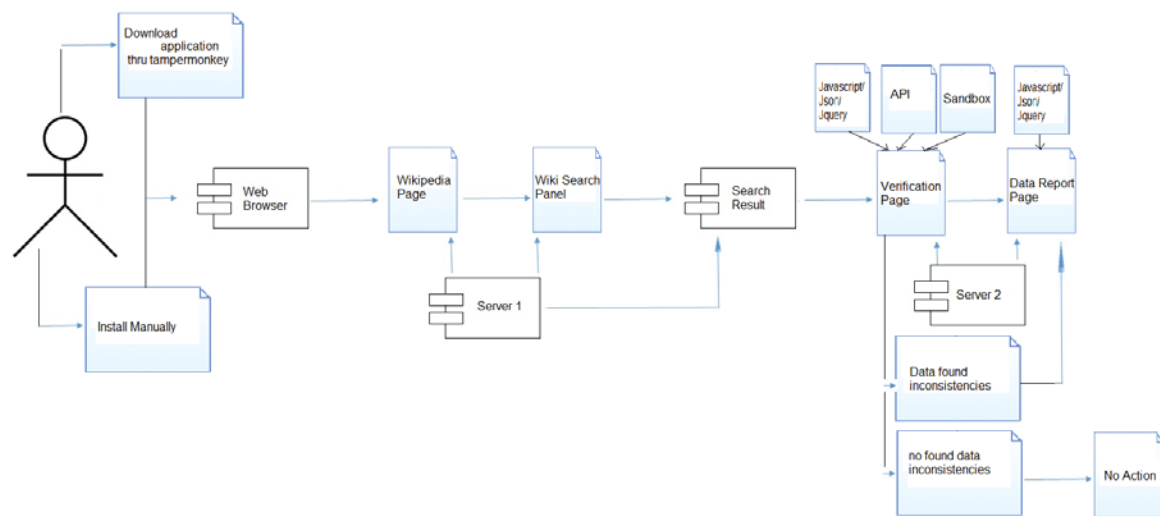 Download
application
thru tampermonkey
Javascript/
Json/
Jquery
API
Sandbox
Javascript/
Json/
Jquery
Web
Browser
Wikipedia
Page
Wiki Search
Panel
Search
Result
Verification
Page
Data Report
Page
Install Manually
Server 1
Server 2
Data found
inconsistencies
no found data
inconsistencies
No Action